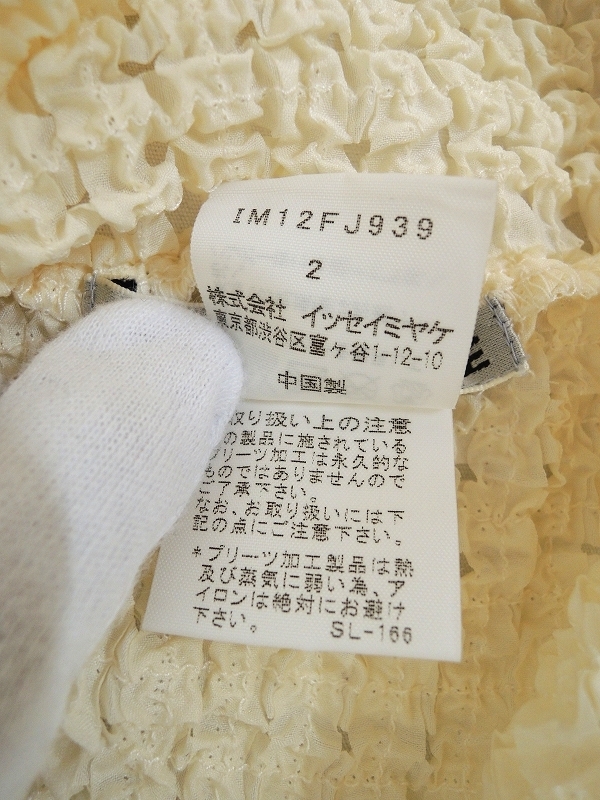 IM12FJ939
2
株式会社 イッセイミヤケ
東京都渋谷区富ヶ谷1-12-10
中国製
取り扱い上の注意
の製品に施されている
プリーツ加工は永久的な
ものではありませんので
ご了承下さい。
なお、お取り扱いには下
記の点にご注意下さい。
*プリーツ加工製品は熱
及び蒸気に弱い為、ア
イロンは絶対にお避け
下さい。 SL-166